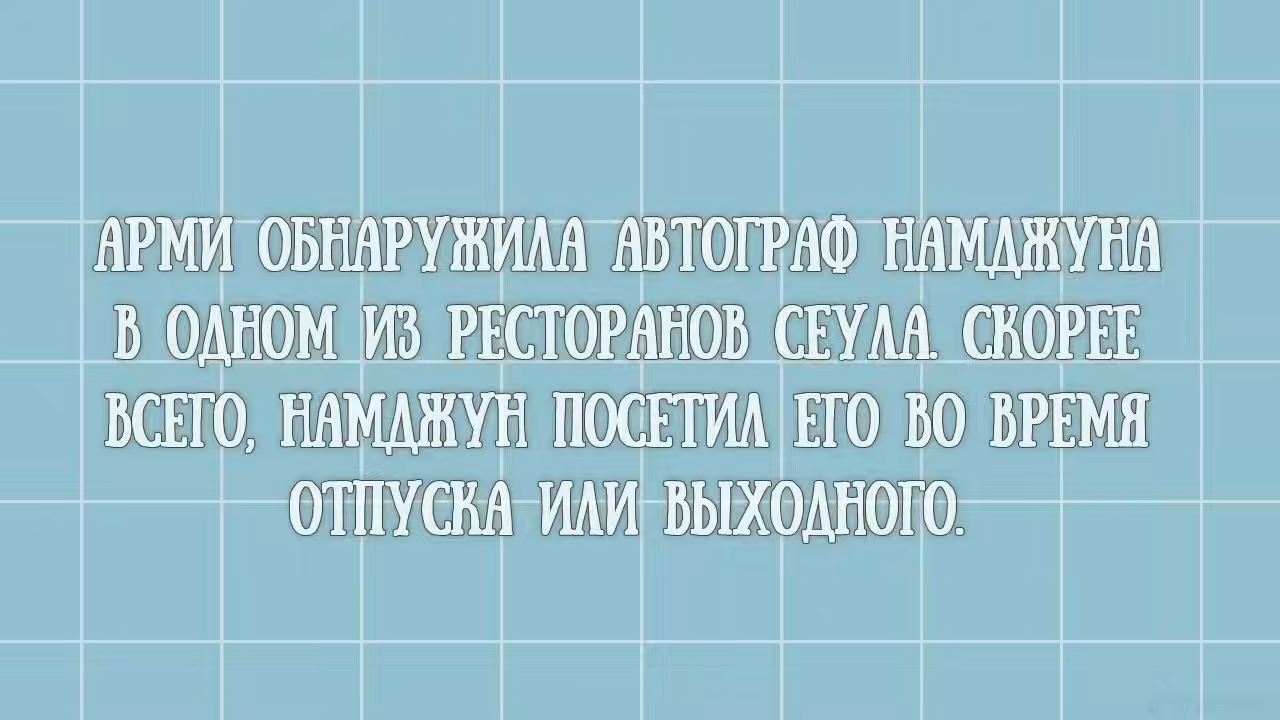 АРМИ ОБНАРУЖИЛА АВТОГРАФ НАМДЖУНА
В ОДНОМ ИЗ РЕСТОРАНОВ СЕУЛА. СКОРЕЕ
ВСЕГО, НАМДЖУН ПОСЕТИЛ ЕГО ВО ВРЕМЯ
ОТПУСКА ИЛИ ВЫХОДНОГО.